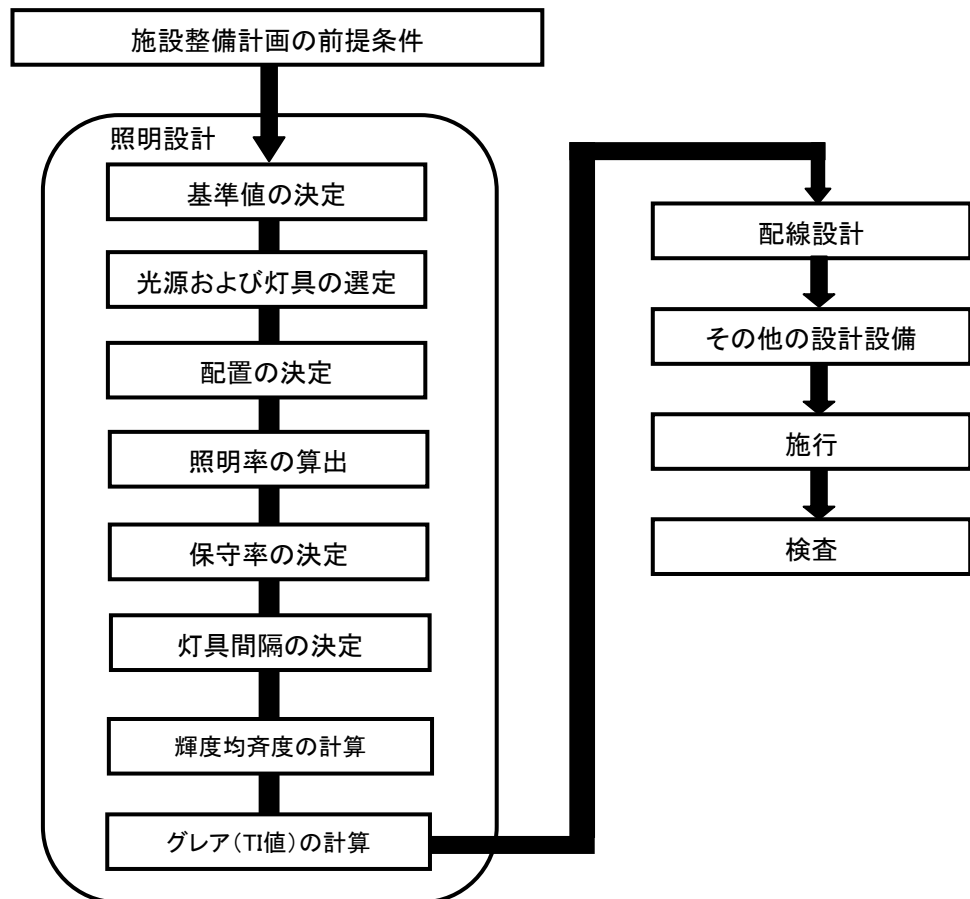 施設整備計画の前提条件
照明設計
基準値の決定
光源および灯具の選定
配置の決定
照明率の算出
保守率の決定
灯具間隔の決定
輝度均斉度の計算
グレア(TI値)の計算
配線設計
その他の設計設備
施行
検査